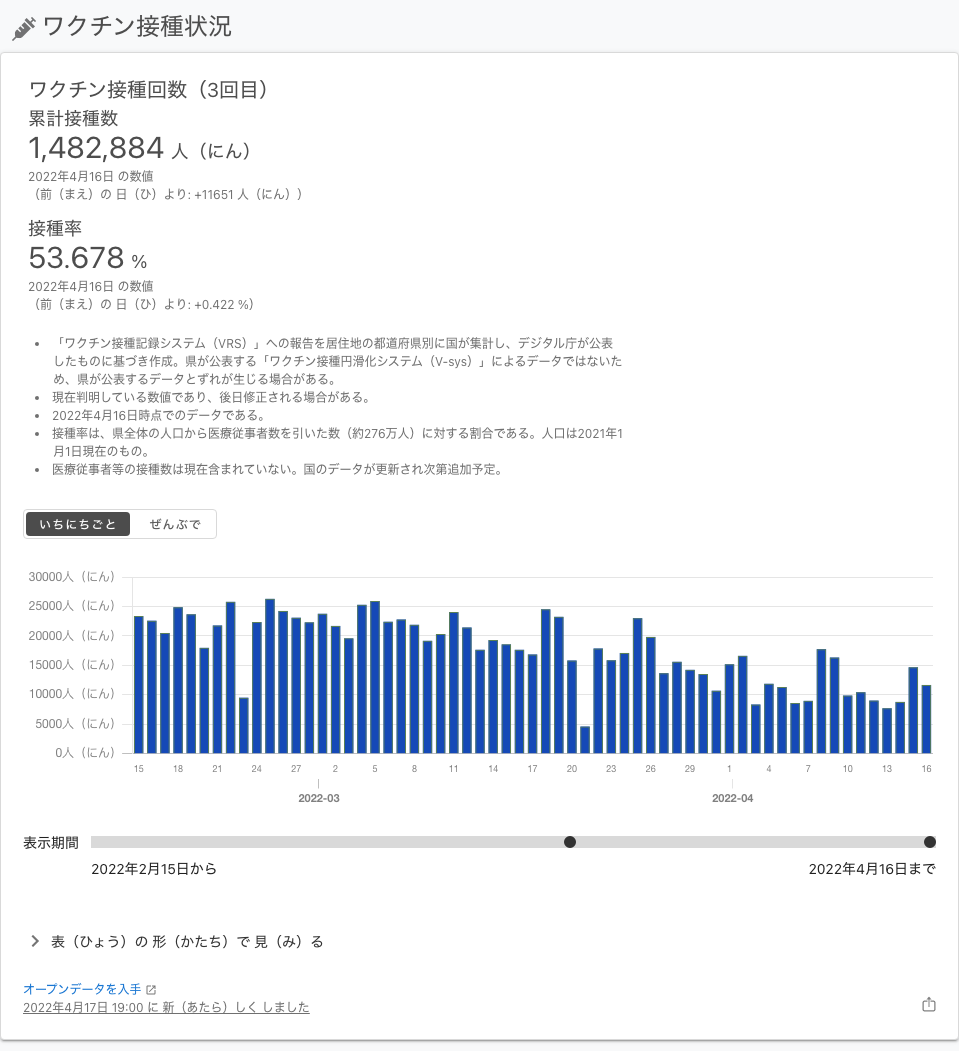 ワクチン接種状況
ワクチン接種回数（3回目）
累計接種数
1,482,884 人（にん）
2022年4月16日 の数値
（前（まえ）の 日（ひ）より: +11651 人（にん））
接種率
53.678 %
2022年4月16日 の数値
（前（まえ）の 日（ひ）より: +0.422 %）
• 「ワクチン接種記録システム（VRS）」への報告を居住地の都道府県別に国が集計し、デジタル庁が公表
したものに基づき作成。県が公表する「ワクチン接種円滑化システム（V-sys）」によるデータではないた
め、県が公表するデータとずれが生じる場合がある。
• 現在判明している数値であり、後日修正される場合がある。
• 2022年4月16日時点でのデータである。
• 接種率は、県全体の人口から医療従事者数を引いた数（約276万人）に対する割合である。人口は2021年1
月1日現在のもの。
• 医療従事者等の接種数は現在含まれていない。国のデータが更新され次第追加予定。
いちにちごと ぜんぶで
30000人（にん）
25000人（にん）
20000人（にん）
15000人（にん）
10000人（にん）
5000人（にん）
0人（にん）
15 18 21 24 27 2 5 8 11 14 17 20 23 26 29 1 4 7 10 13 16
2022-03 2022-04
表示期間
2022年2月15日から 2022年4月16日まで
表（ひょう）の 形（かたち）で 見（み）る
オープンデータを入手
2022年4月17日 19:00 に 新（あたら）しく しました